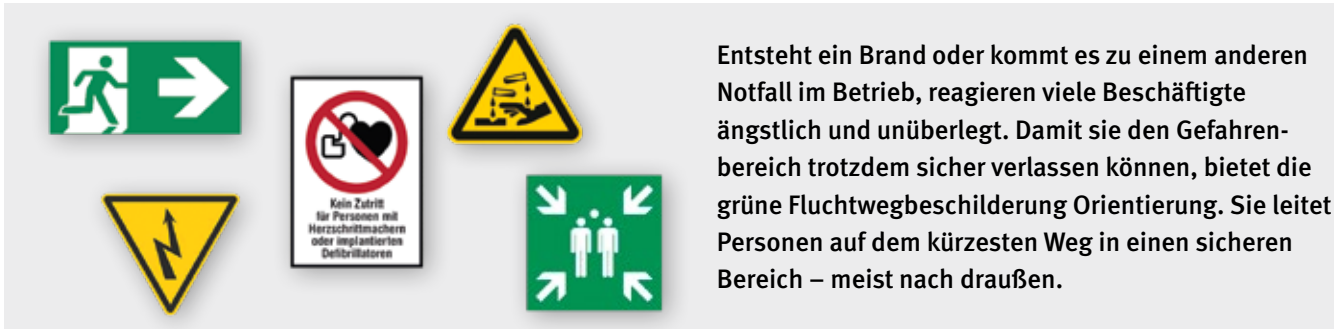 Kein Zutritt
für Personen mit
Herzschrittmachern
oder implantierten
Defibrillatoren
Entsteht ein Brand oder kommt es zu einem anderen
Notfall im Betrieb, reagieren viele Beschäftigte
ängstlich und unüberlegt. Damit sie den Gefahren-
bereich trotzdem sicher verlassen können, bietet die
grüne Fluchtwegbeschilderung Orientierung. Sie leitet
Personen auf dem kürzesten Weg in einen sicheren
Bereich – meist nach draußen.